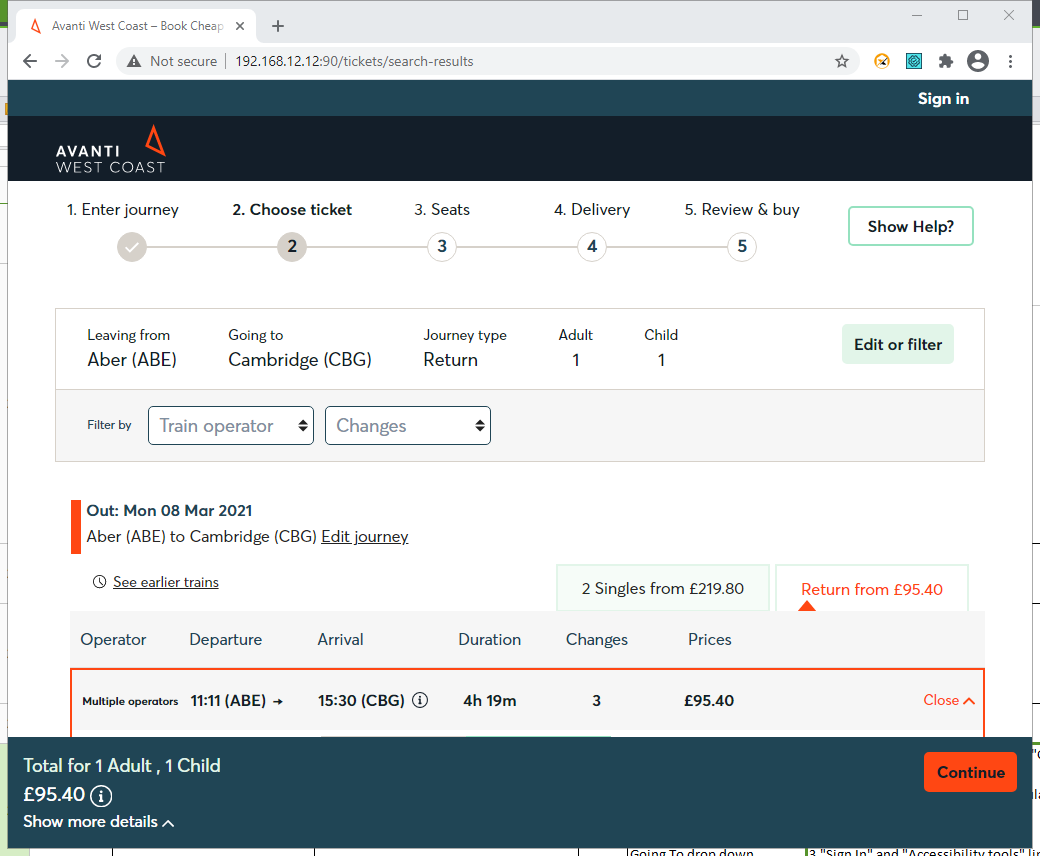 Avanti West Coast – Book Cheap
Not secure
192.168.12.12:90/tickets/search-results
Sign in
AVANTI
WEST COAST
1. Enter journey 2. Choose ticket 3. Seats 4. Delivery 5. Review & buy
Show Help?
2 3 4 5
Leaving from Going to Journey type Adult Child
Aber (ABE) Cambridge (CBG) Return 1 1
Edit or filter
Filter by Train operator Changes
Out: Mon 08 Mar 2021
Aber (ABE) to Cambridge (CBG) Edit journey
See earlier trains
2 Singles from £219.80 Return from £95.40
Operator Departure Arrival Duration Changes Prices
Multiple operators 11:11 (ABE) → 15:30 (CBG) 4h 19m 3 £95.40 Close
Total for 1 Adult , 1 Child
£95.40
Continue
Show more details
Going To drop down
3 "Sign In" and "Accessibility tools" li